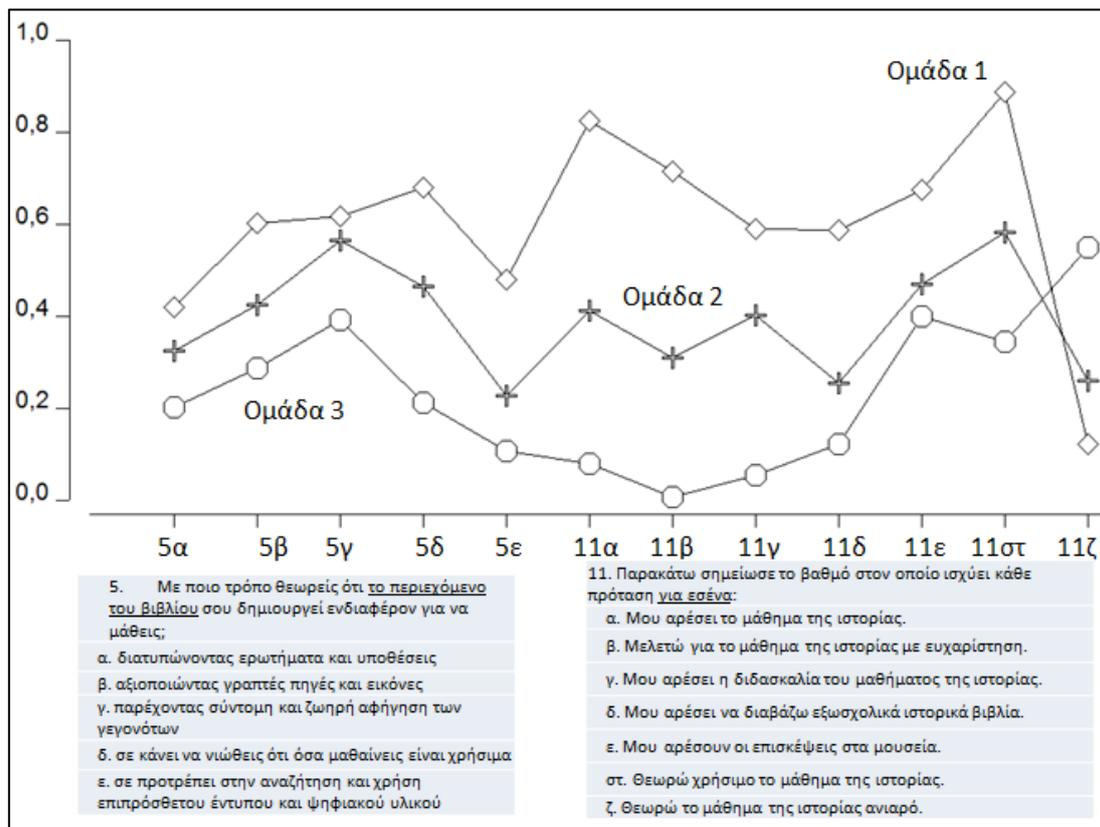 1,0
0,8
0,6
0,4
0,2
0,0
Ομάδα 1
Ομάδα 2
Ομάδα 3
5α 5β 5γ 5δ 5ε 11α 11β 11γ 11δ 11ε 11στ 11ζ
5. Με ποιο τρόπο θεωρείς ότι το περιεχόμενο
του βιβλίου σου δημιουργεί ενδιαφέρον για να
μάθεις;
α. διατυπώνοντας ερωτήματα και υποθέσεις
β. αξιοποιώντας γραπτές πηγές και εικόνες
γ. παρέχοντας σύντομη και ζωηρή αφήγηση των
γεγονότων
δ. σε κάνει να νιώθεις ότι όσα μαθαίνεις είναι χρήσιμα
ε. σε προτρέπει στην αναζήτηση και χρήση
επιπρόσθετου έντυπου και ψηφιακού υλικού
11. Παρακάτω σημείωσε το βαθμό στον οποίο ισχύει κάθε
πρόταση για εσένα:
α. Μου αρέσει το μάθημα της ιστορίας.
β. Μελετώ για το μάθημα της ιστορίας με ευχαρίστηση.
γ. Μου αρέσει η διδασκαλία του μαθήματος της ιστορίας.
δ. Μου αρέσει να διαβάζω εξωσχολικά ιστορικά βιβλία.
ε. Μου αρέσουν οι επισκέψεις στα μουσεία.
στ. Θεωρώ χρήσιμο το μάθημα της ιστορίας.
ζ. Θεωρώ το μάθημα της ιστορίας ανιαρό.